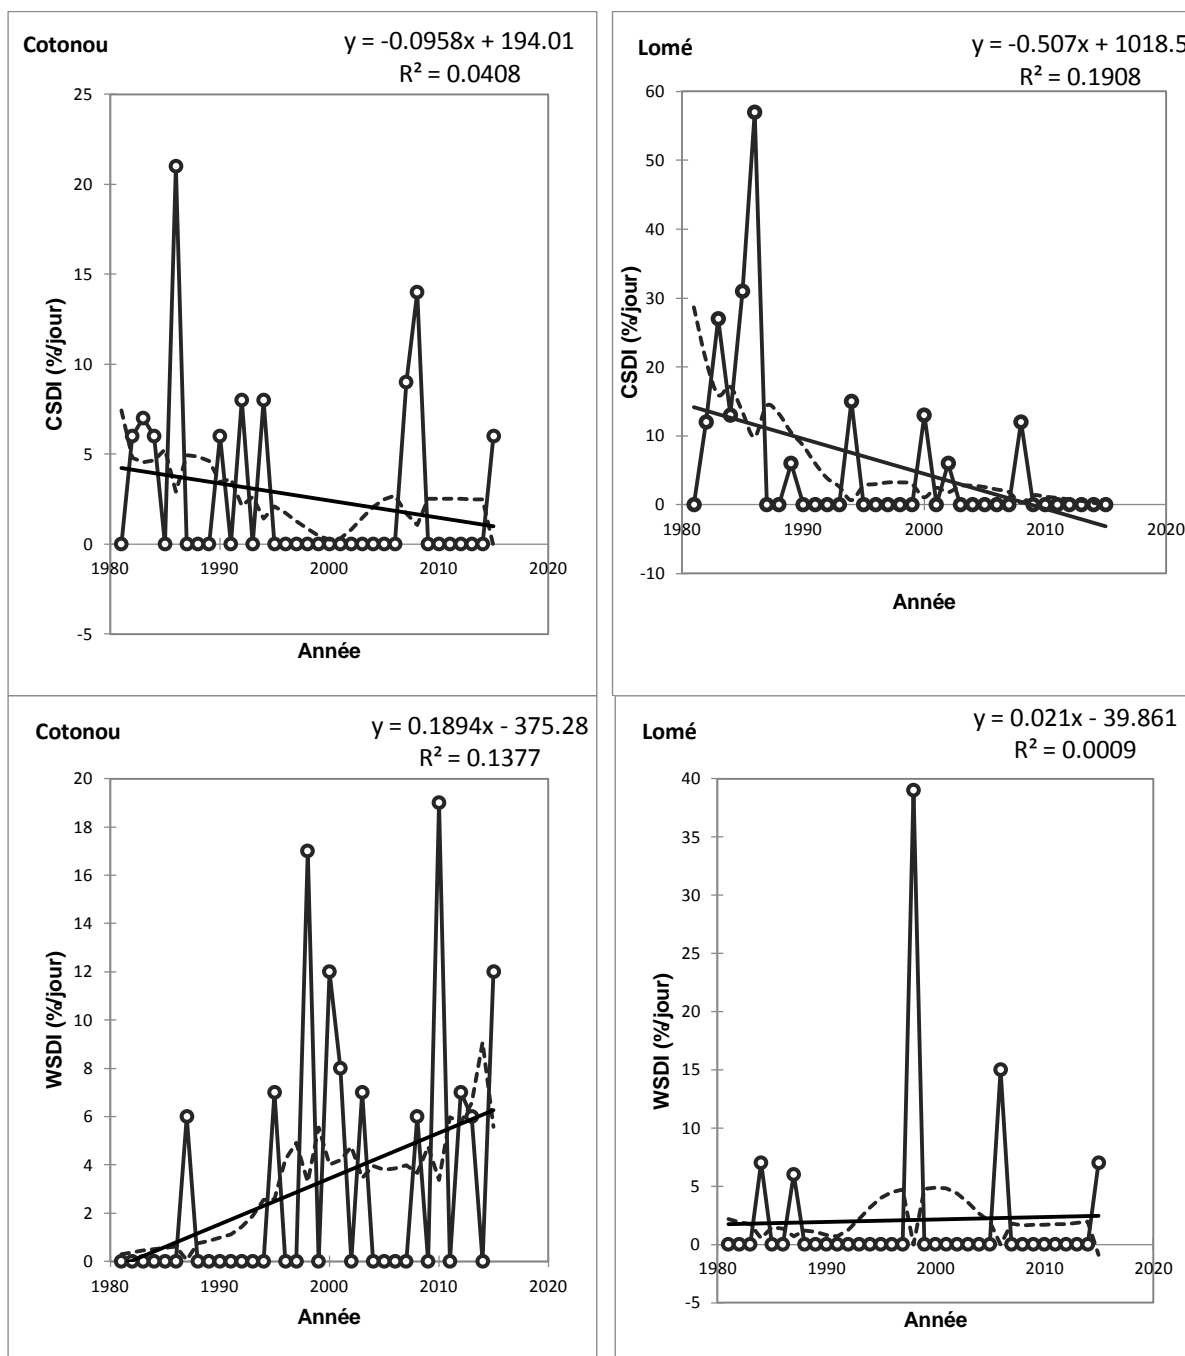 Cotonou
y = -0.0958x + 194.01
R² = 0.0408
25
20
15
10
5
0
-5
1980 1990 2000 2010 2020
CSDI (%/jour)
Année
Lomé
y = -0.507x + 1018.5
R² = 0.1908
60
50
40
30
20
10
0
-10
1980 1990 2000 2010 2020
CSDI (%/jour)
Année
Cotonou
y = 0.1894x - 375.28
R² = 0.1377
20
18
16
14
12
10
8
6
4
2
0
1980 1990 2000 2010 2020
WSDI (%/jour)
Année
Lomé
y = 0.021x - 39.861
R² = 0.0009
40
35
30
25
20
15
10
5
0
-5
1980 1990 2000 2010 2020
WSDI (%/jour)
Année